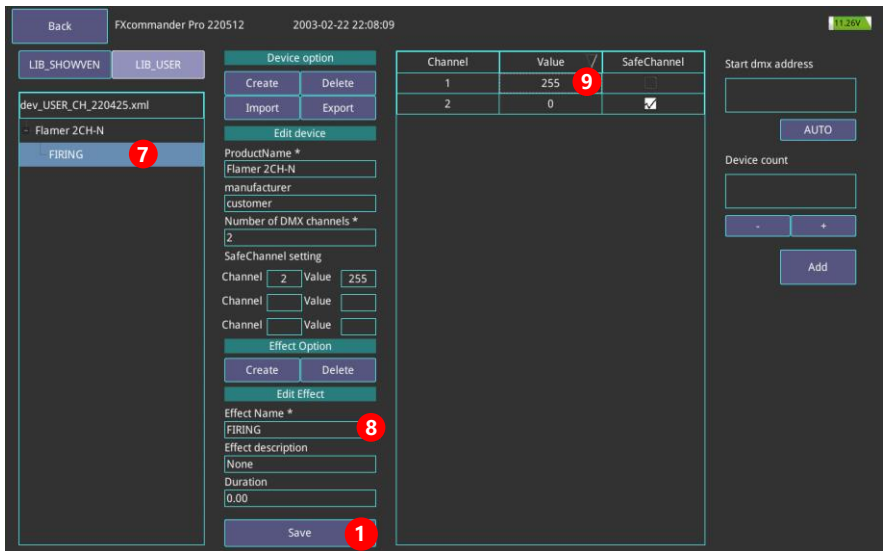 Back FXcommander Pro 220512 2003-02-22 22:08:09 11.26V
LIB_SHOWVEN LIB_USER
dev_USER_CH_220425.xml
Flamer 2CH-N
FIRING 7
Device option
Create Delete
Import Export
Edit device
ProductName *
Flamer 2CH-N
manufacturer
customer
Number of DMX channels *
2
SafeChannel setting
Channel 2 Value 255
Channel Value
Channel Value
Effect Option
Create Delete
Edit Effect
Effect Name *
FIRING 8
Effect description
None
Duration
0.00
Save 1
Channel Value SafeChannel
1 255 9
2 0
Start dmx address
AUTO
Device count
- +
Add